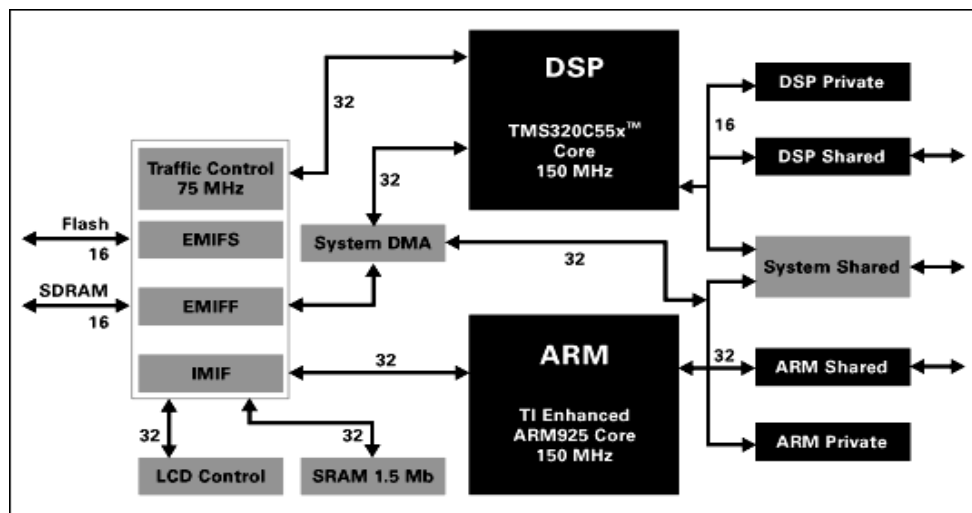 DSP
TMS320C55x™
Core
150 MHz
DSP Private
16
DSP Shared
32
Traffic Control
75 MHz
32
Flash
16
EMIFS
System DMA
32
System Shared
SDRAM
16
EMIFF
IMIF
32
ARM
TI Enhanced
ARM925 Core
150 MHz
32
ARM Shared
ARM Private
32
32
LCD Control
SRAM 1.5 Mb